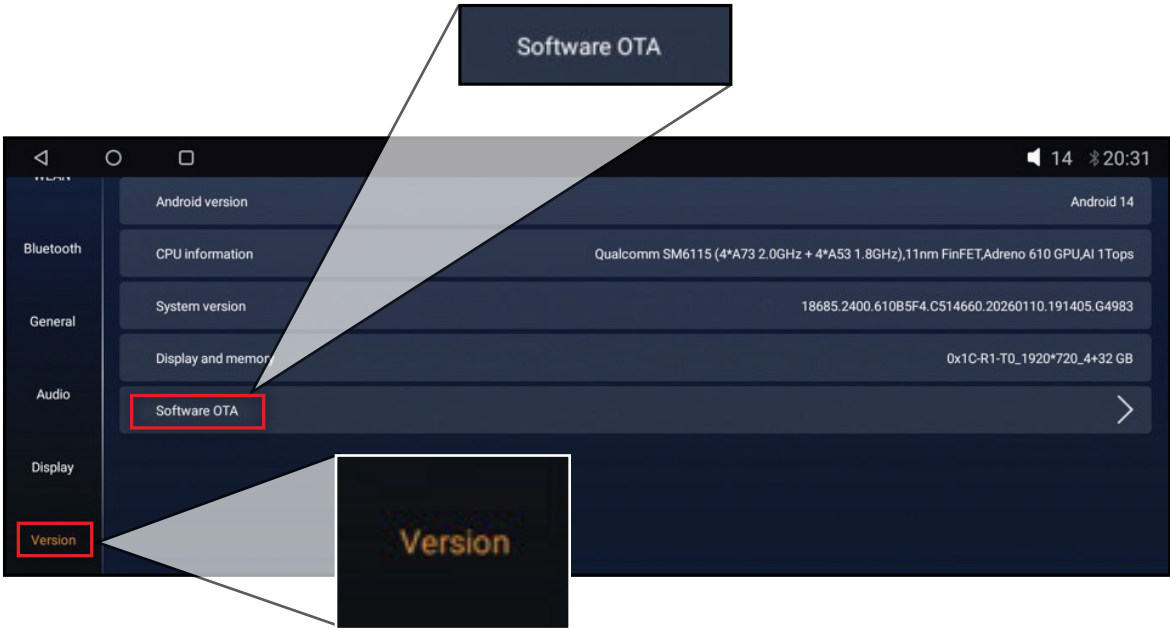 Software OTA
14 20:31
WLAN
Android version Android 14
Bluetooth
CPU information Qualcomm SM6115 (4*A73 2.0GHz + 4*A53 1.8GHz),11nm FinFET,Adreno 610 GPU,AI 1Tops
System version 18685.2400.610B5F4.C514660.20260110.191405.G4983
General
Display and memory 0x1C-R1-T0_1920*720_4+32 GB
Audio
Software OTA
Display
Version
Version